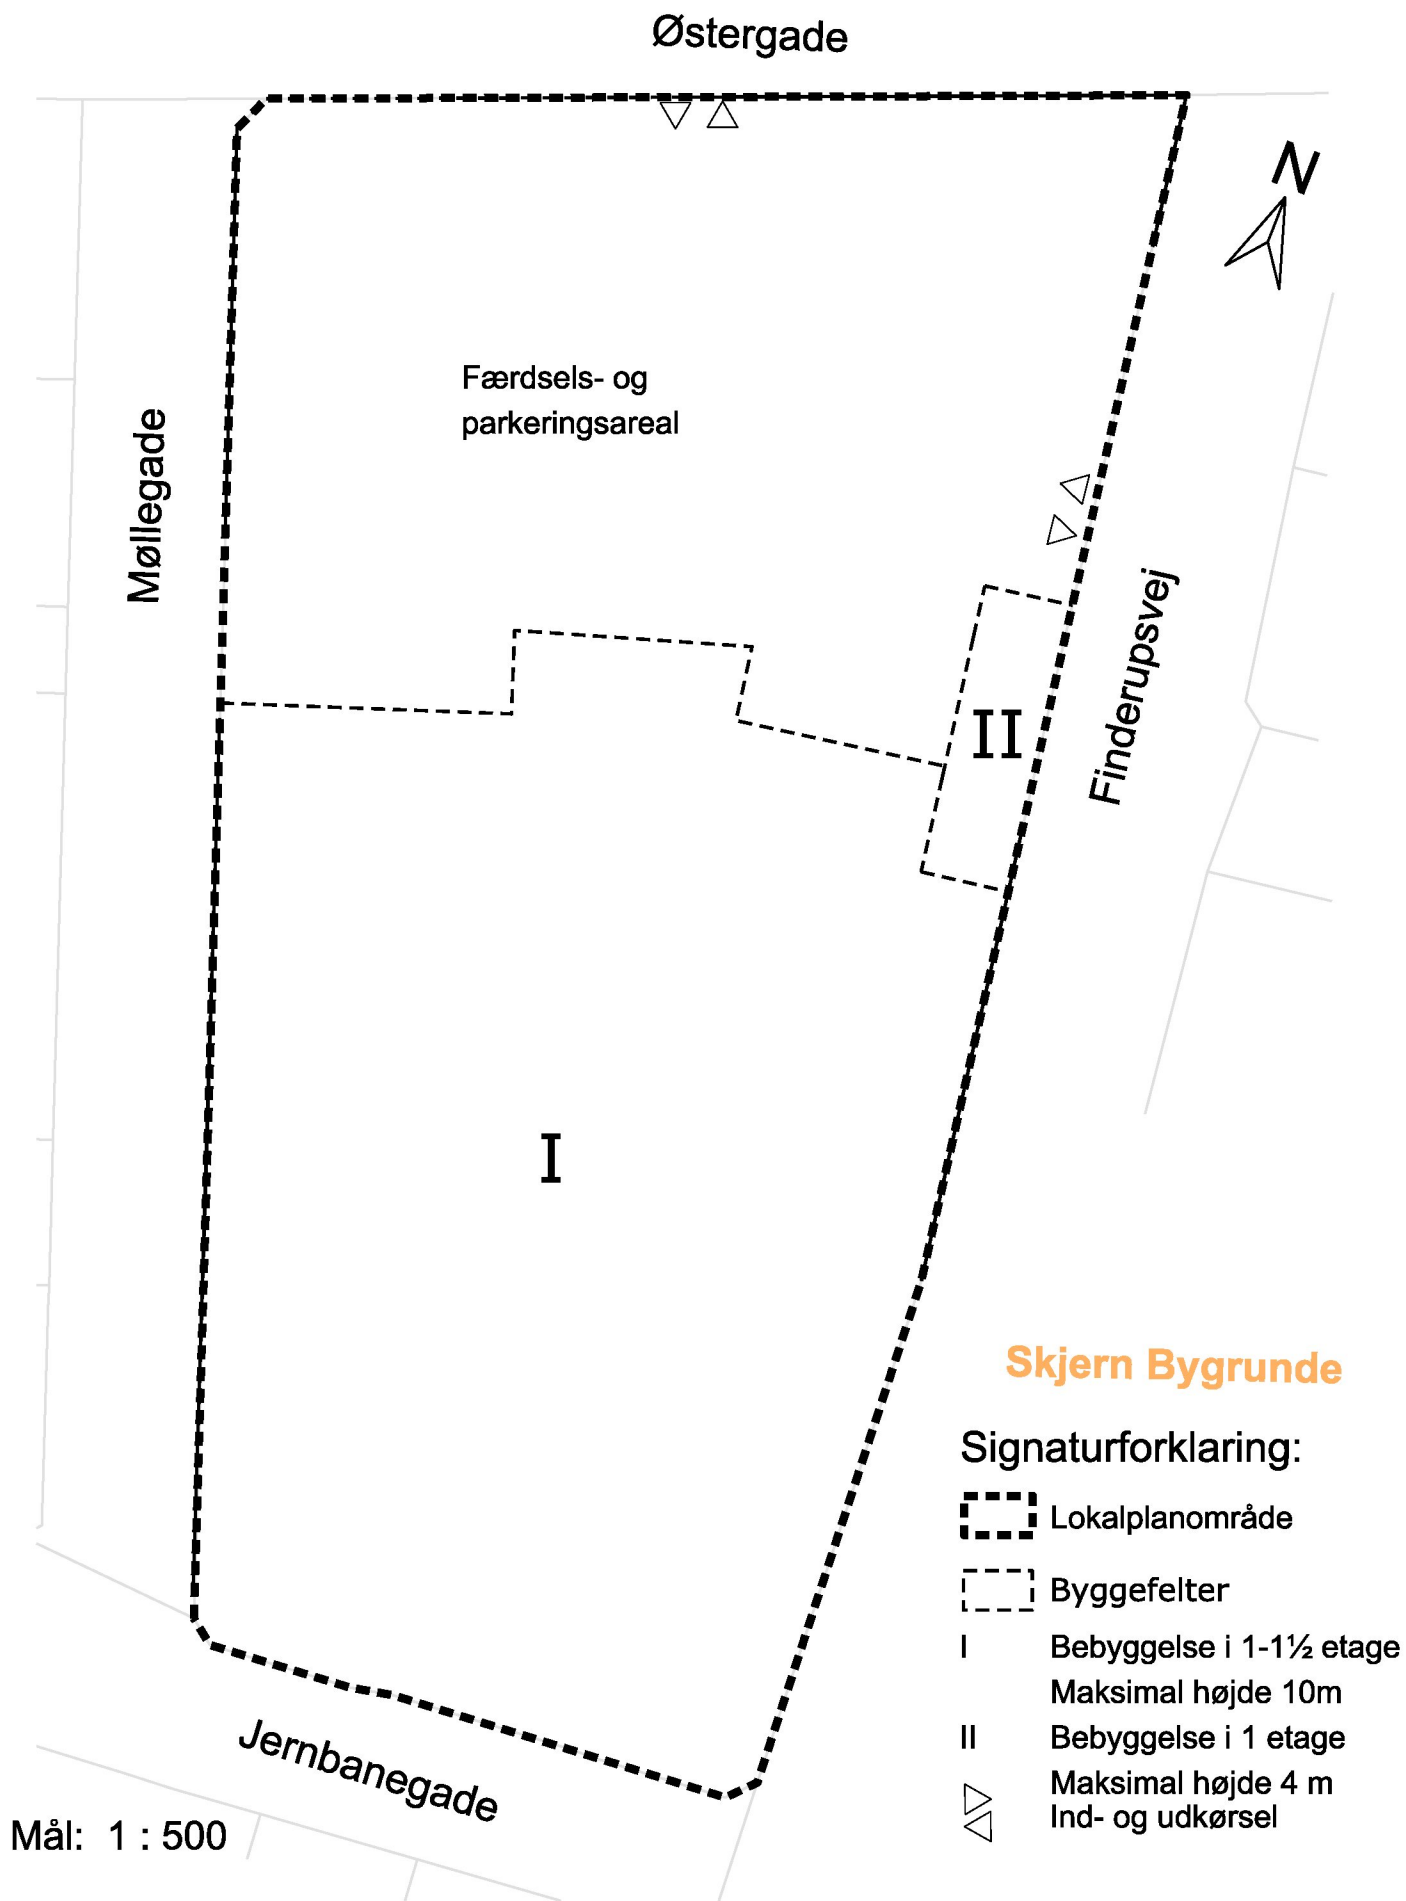 Østergade
N
Færdsels- og
parkeringsareal
Møllegade
Finderupsvej
II
I
Skjern Bygrunde
Signaturforklaring:
Lokalplanområde
Byggefelter
I Bebyggelse i 1-1½ etage
Maksimal højde 10m
II Bebyggelse i 1 etage
Maksimal højde 4 m
Ind- og udkørsel
Jernbanegade
Mål: 1 : 500